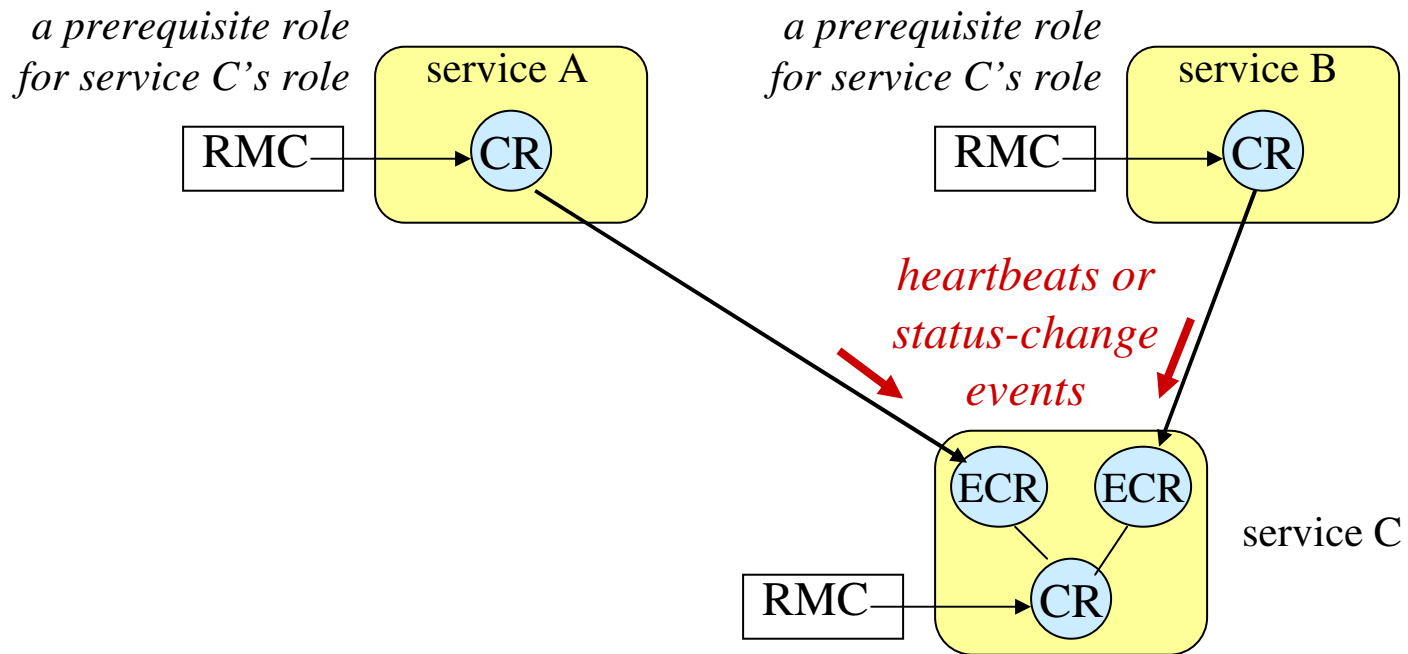 a prerequisite role
for service C’s role
service A
RMC
CR
a prerequisite role
for service C’s role
service B
RMC
CR
heartbeats or
status-change
events
ECR
ECR
service C
RMC
CR